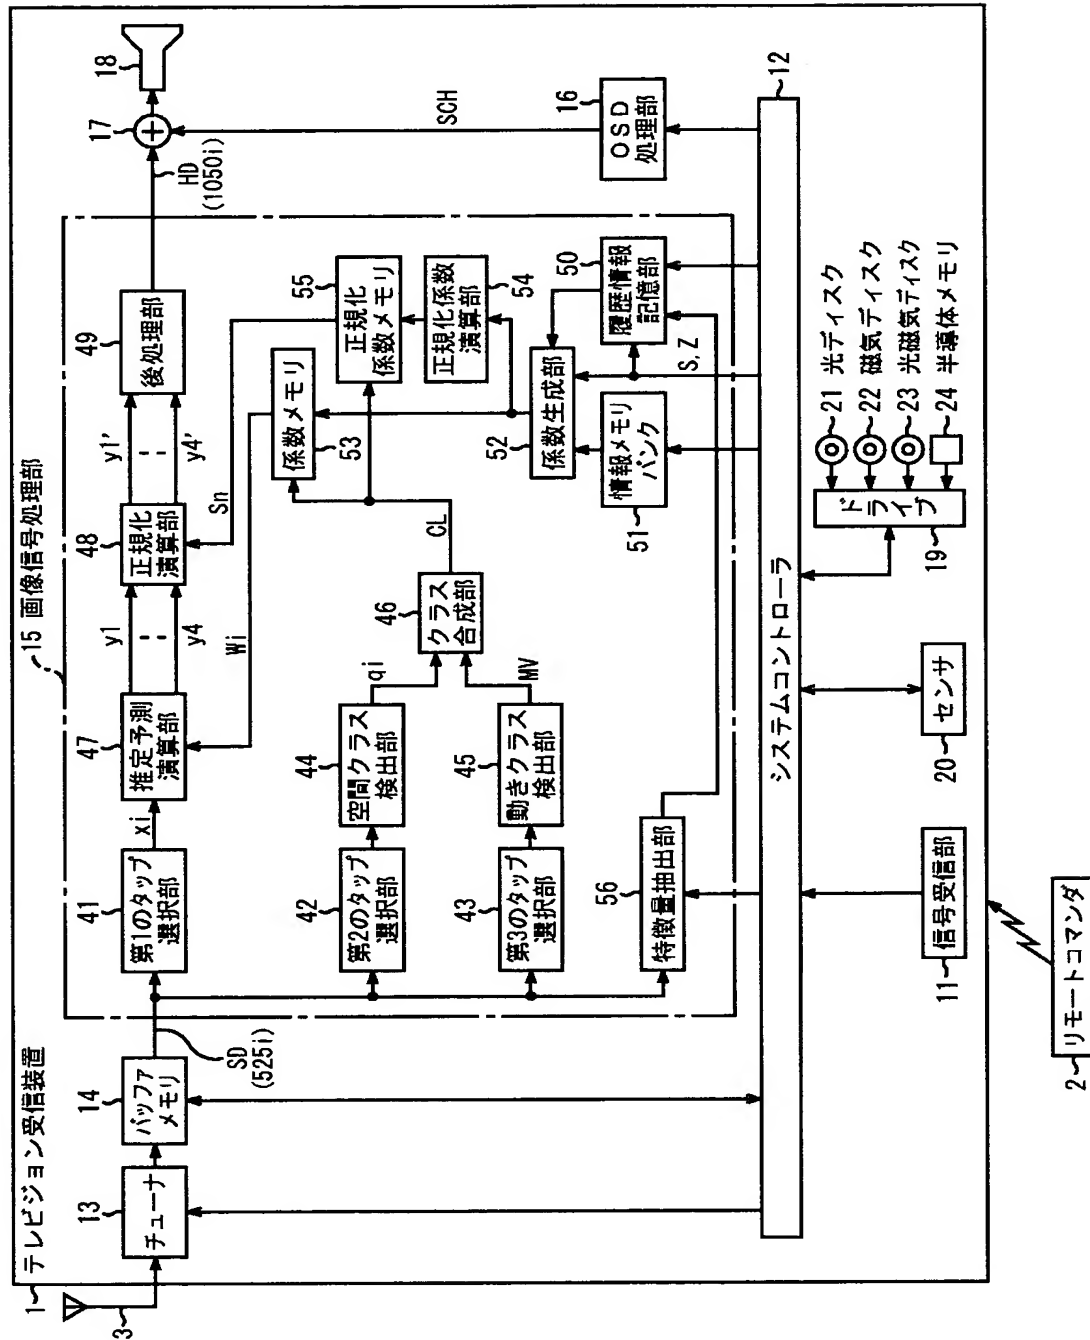 1 テレビジョン受信装置
3
13
チューナ
14
バッファ
メモリ
SD
(525i)
15 画像信号処理部
41
第1のタップ
選択部
xi
47
推定予測
演算部
y1
y4
48
正規化
演算部
y1'
y4'
49
後処理部
HD
(1050i)
17
18
Wi
Sn
42
第2のタップ
選択部
44
空間クラス
検出部
qi
43
第3のタップ
選択部
45
動きクラス
検出部
MV
46
クラス
合成部
CL
係数メモリ
53
55
正規化
係数メモリ
正規化係数
演算部
54
52
係数生成部
51
情報メモリ
バンク
50
履歴情報
記憶部
S,Z
56
特徴量抽出部
SCH
16
OSD
処理部
システムコントローラ
12
11
信号受信部
20
センサ
19
ドライブ
21 光ディスク
22 磁気ディスク
23 光磁気ディスク
24 半導体メモリ
2
リモートコマンダ